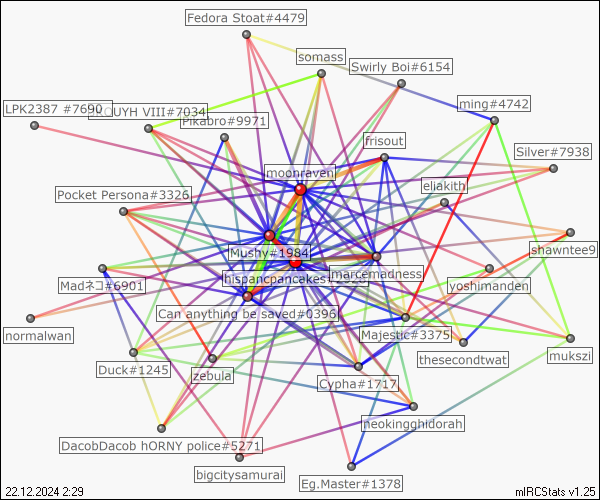 Fedora Stoat#4479
somass
Swirly Boi#6154
LPK2387 #7690
VIII#7034
ming#4742
Pikabro#9971
frisout
Silver#7938
moonraven
eliakith
Pocket Persona#3326
Mushy#1984
shawntee9
marcemadness
yoshimanden
Madネコ#6901
Can anything be saved#0396
normalwan
Majestic#3375
thesecondtwat
mukszi
Duck#1245
zebula
Cypha#1717
neokingghidorah
DacobDacob hORNY police#5271
bigcitysamurai
Eg.Master#1378
22.12.2024 2:29
mIRCStats v1.25